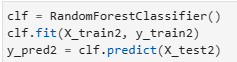 clf = RandomForestClassifier()
clf.fit(X_train2, y_train2)
y_pred2 = clf.predict(X_test2)